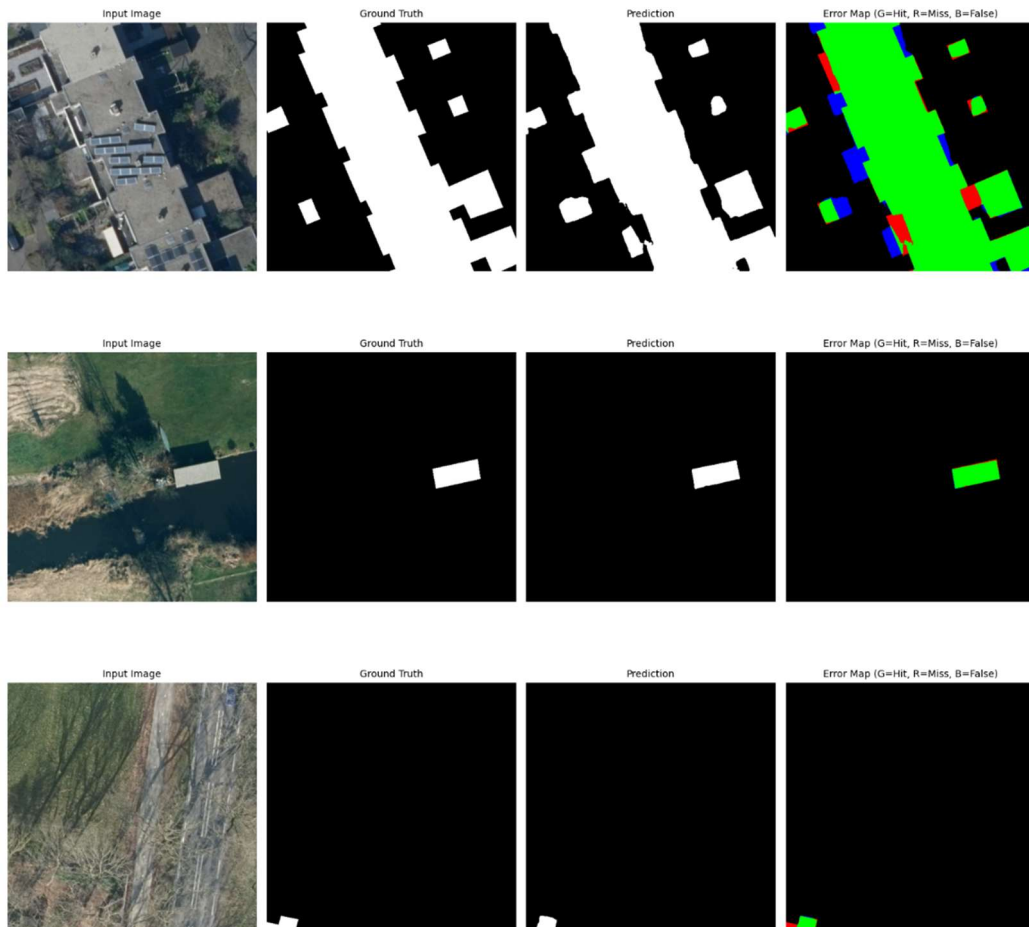 Input Image
Ground Truth
Prediction
Error Map (G=Hit, R=Miss, B=False)
Input Image
Ground Truth
Prediction
Error Map (G=Hit, R=Miss, B=False)
Input Image
Ground Truth
Prediction
Error Map (G=Hit, R=Miss, B=False)